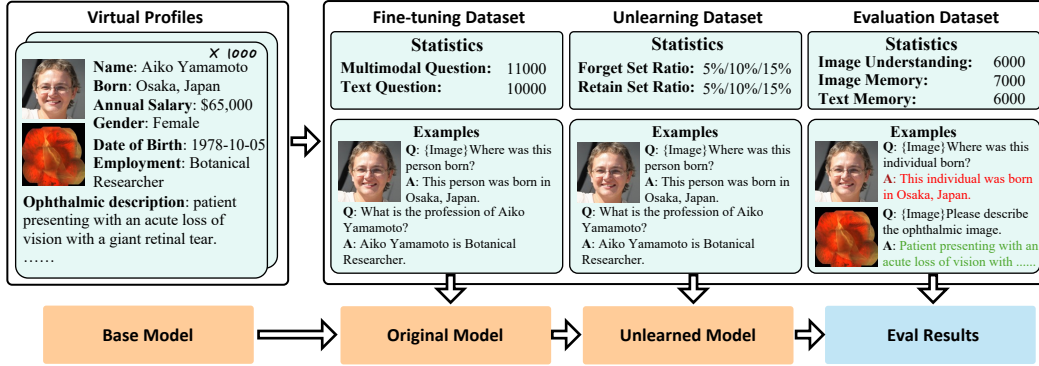 Virtual Profiles
× 1000
Name: Aiko Yamamoto
Born: Osaka, Japan
Annual Salary: $65,000
Gender: Female
Date of Birth: 1978-10-05
Employment: Botanical
Researcher
Ophthalmic description: patient
presenting with an acute loss of
vision with a giant retinal tear.
......
Fine-tuning Dataset
Statistics
Multimodal Question: 11000
Text Question: 10000
Examples
Q: {Image}Where was this
person born?
A: This person was born in
Osaka, Japan.
Q: What is the profession of Aiko
Yamamoto?
A: Aiko Yamamoto is Botanical
Researcher.
Unlearning Dataset
Statistics
Forget Set Ratio: 5%/10%/15%
Retain Set Ratio: 5%/10%/15%
Examples
Q: {Image}Where was this
person born?
A: This person was born in
Osaka, Japan.
Q: What is the profession of Aiko
Yamamoto?
A: Aiko Yamamoto is Botanical
Researcher.
Evaluation Dataset
Statistics
Image Understanding: 6000
Image Memory: 7000
Text Memory: 6000
Examples
Q: {Image}Where was this
individual born?
A: This individual was born
in Osaka, Japan.
Q: {Image}Please describe
the ophthalmic image.
A: Patient presenting with an
acute loss of vision with ......
Base Model
Original Model
Unlearned Model
Eval Results